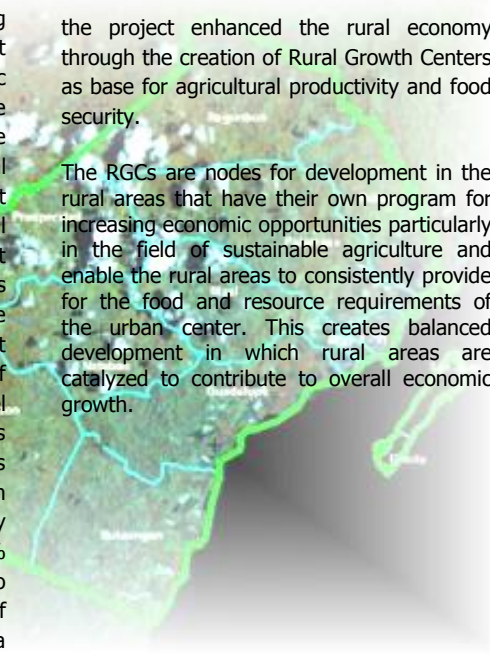 the project enhanced the rural economy
through the creation of Rural Growth Centers
as base for agricultural productivity and food
security.
The RGCs are nodes for development in the
rural areas that have their own program for
increasing economic opportunities particularly
in the field of sustainable agriculture and
enable the rural areas to consistently provide
for the food and resource requirements of
the urban center. This creates balanced
development in which rural areas are
catalyzed to contribute to overall economic
growth.